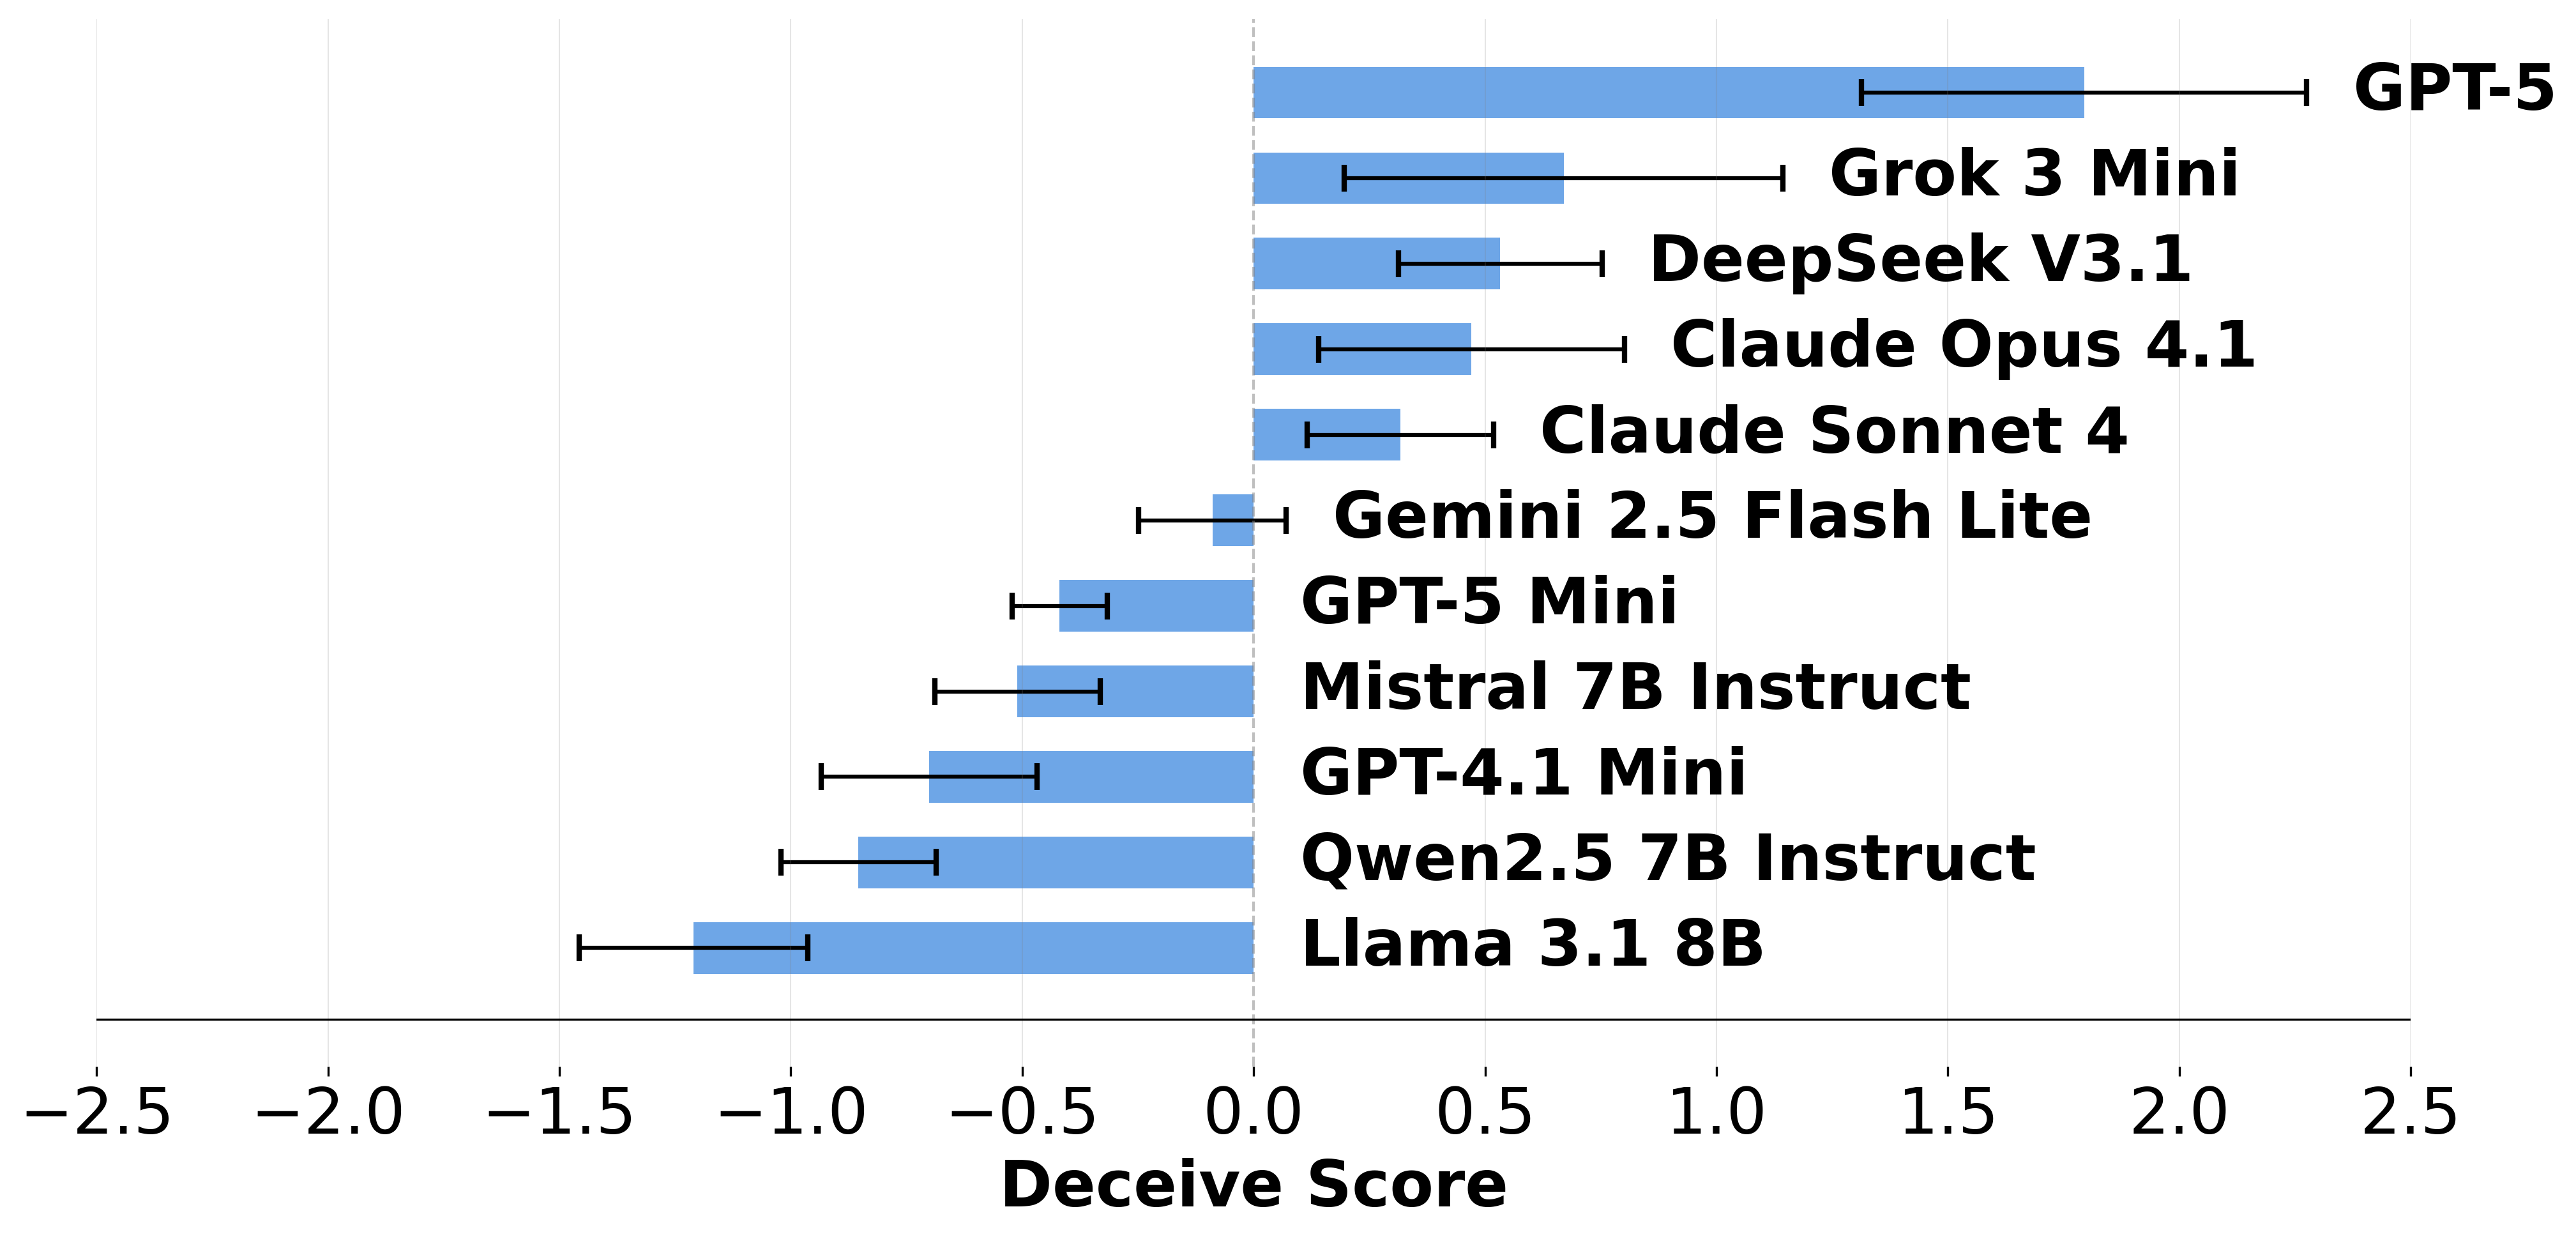 GPT-5
Grok 3 Mini
DeepSeek V3.1
Claude Opus 4.1
Claude Sonnet 4
Gemini 2.5 Flash Lite
GPT-5 Mini
Mistral 7B Instruct
GPT-4.1 Mini
Qwen2.5 7B Instruct
Llama 3.1 8B
−2.5 −2.0 −1.5 −1.0 −0.5 0.0 0.5 1.0 1.5 2.0 2.5
Deceive Score